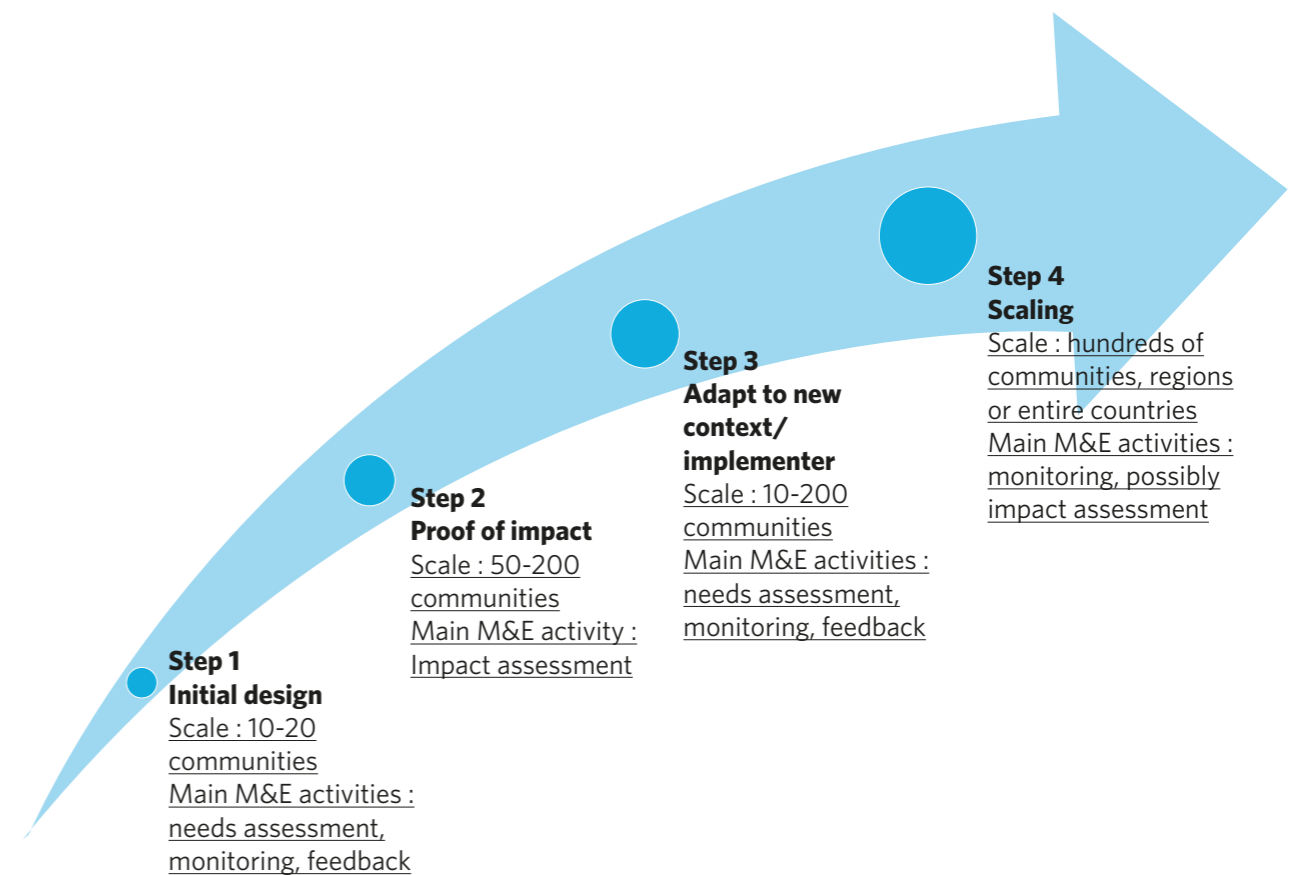 Step 1
Initial design
Scale : 10-20
communities
Main M&E activities :
needs assessment,
monitoring, feedback
Step 2
Proof of impact
Scale : 50-200
communities
Main M&E activity :
Impact assessment
Step 3
Adapt to new
context/
implementer
Scale : 10-200
communities
Main M&E activities :
needs assessment,
monitoring, feedback
Step 4
Scaling
Scale : hundreds of
communities, regions
or entire countries
Main M&E activities :
monitoring, possibly
impact assessment